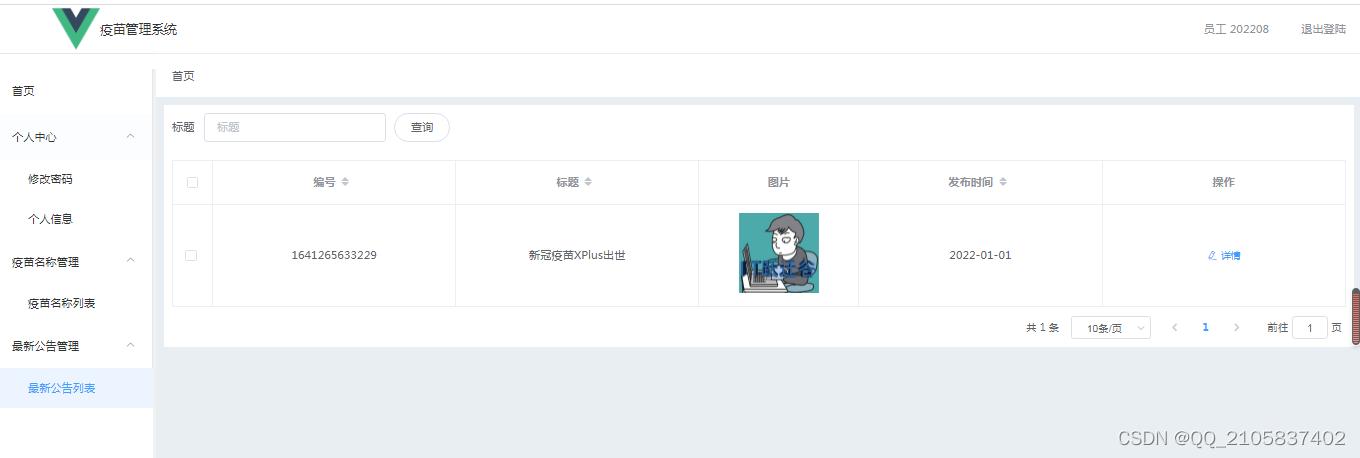 疫苗管理系统
员工 202208 退出登陆
首页
首页
个人中心
修改密码
个人信息
疫苗名称管理
疫苗名称列表
最新公告管理
最新公告列表
标题 标题 查询
编号 标题 图片 发布时间 操作
1641265633229 新冠疫苗XPlus出世 2022-01-01 详情
共 1 条 10条/页 1 前往 1 页
CSDN @QQ_2105837402